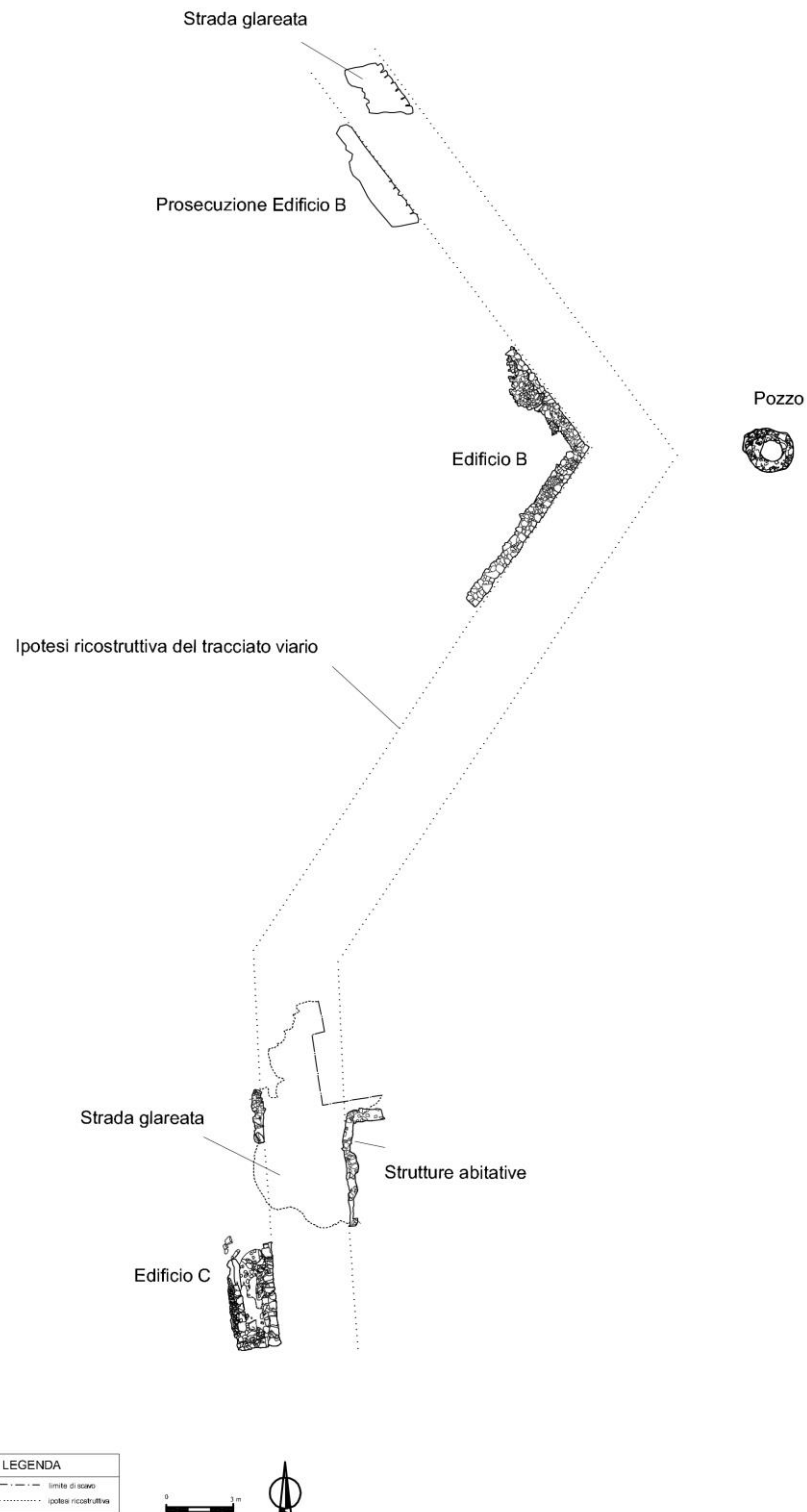 Strada glareata
Prosecuzione Edificio B
Pozzo
Edificio B
Ipotesi ricostruttiva del tracciato viario
Strada glareata
Strutture abitative
Edificio C
LEGENDA
limite di scavo
ipotesi ricostruttiva
0 3 m